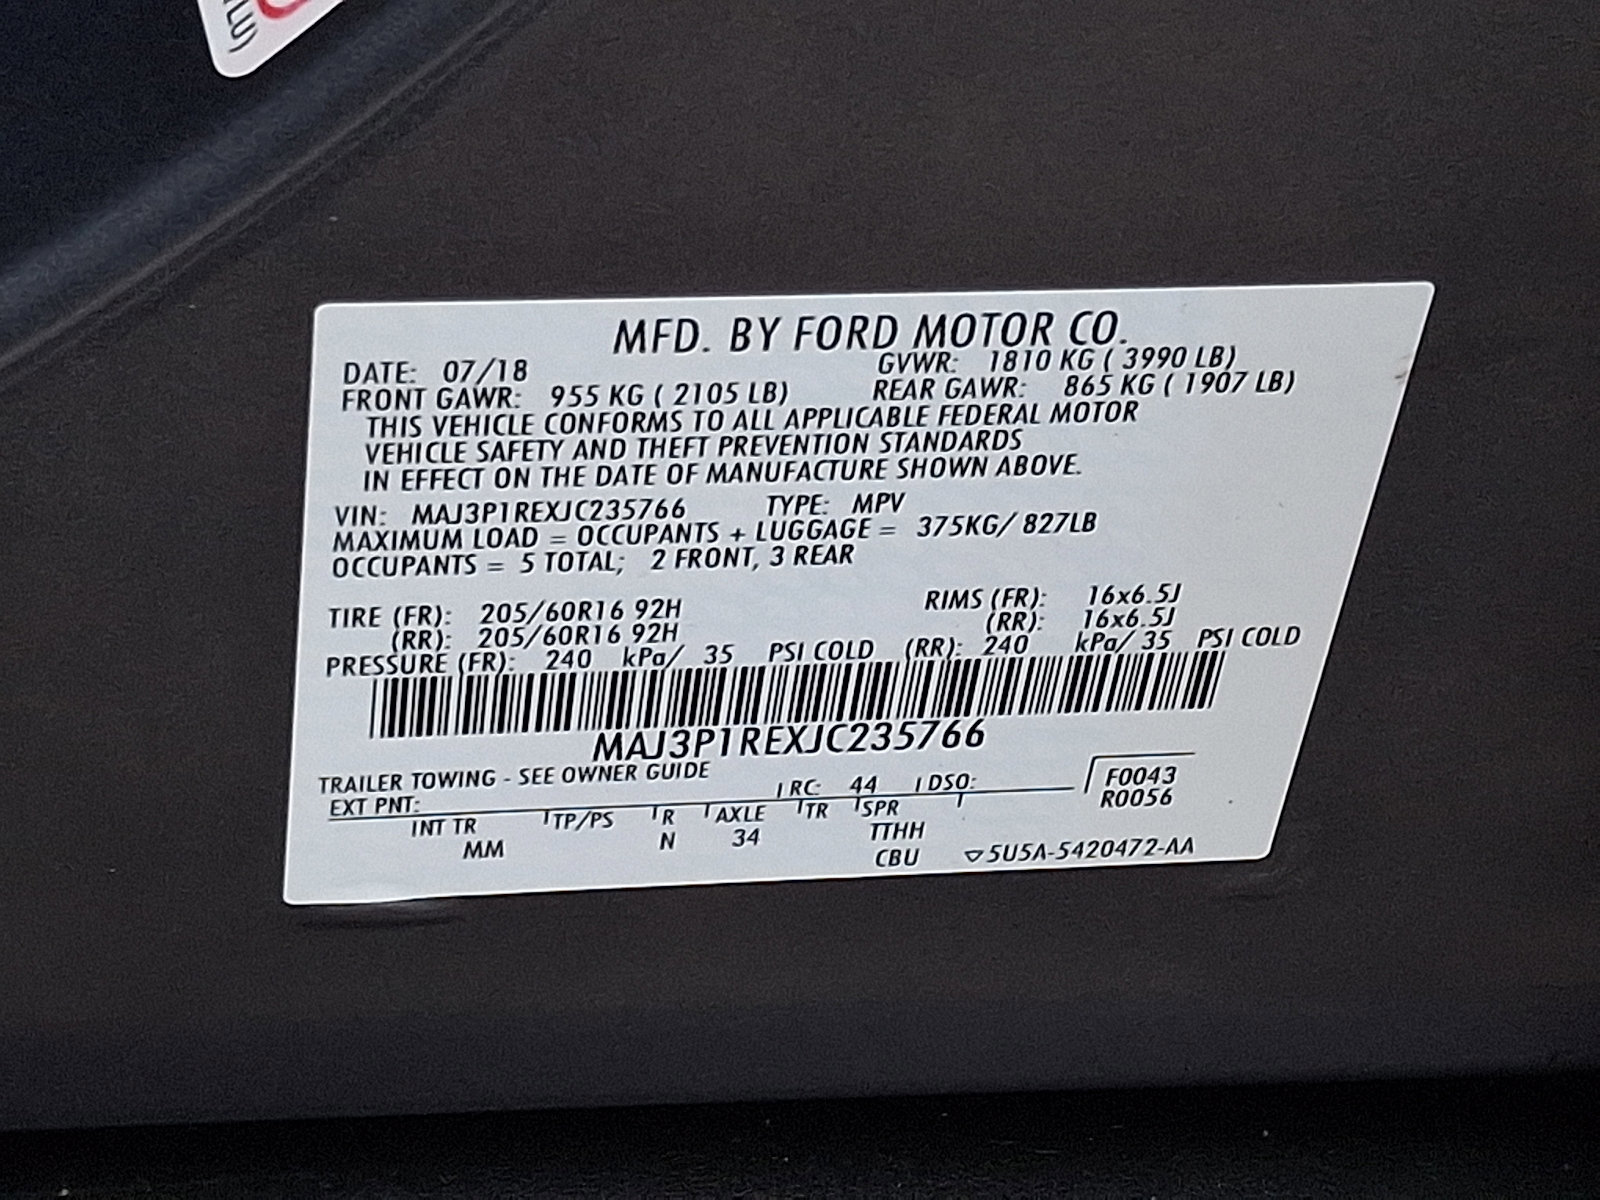 LU)
MFD. BY FORD MOTOR CO.
DATE: 07/18 GVWR: 1810 KG ( 3990 LB)
FRONT GAWR: 955 KG ( 2105 LB) REAR GAWR: 865 KG ( 1907 LB)
THIS VEHICLE CONFORMS TO ALL APPLICABLE FEDERAL MOTOR
VEHICLE SAFETY AND THEFT PREVENTION STANDARDS
IN EFFECT ON THE DATE OF MANUFACTURE SHOWN ABOVE.
VIN: MAJ3P1REXJC235766 TYPE: MPV
MAXIMUM LOAD = OCCUPANTS + LUGGAGE = 375KG/ 827LB
OCCUPANTS = 5 TOTAL; 2 FRONT, 3 REAR
TIRE (FR): 205/60R16 92H RIMS (FR): 16x6.5J
(RR): 205/60R16 92H (RR): 16x6.5J
PRESSURE (FR): 240 kPa/ 35 PSI COLD (RR): 240 kPa/ 35 PSI COLD
MAJ3P1REXJC235766
TRAILER TOWING - SEE OWNER GUIDE
EXT PNT: RC: 44 DSO: F0043
R0056
INT TR TP/PS R AXLE TR SPR
MM N 34 TTHH
CBU ▽5U5A-5420472-AA